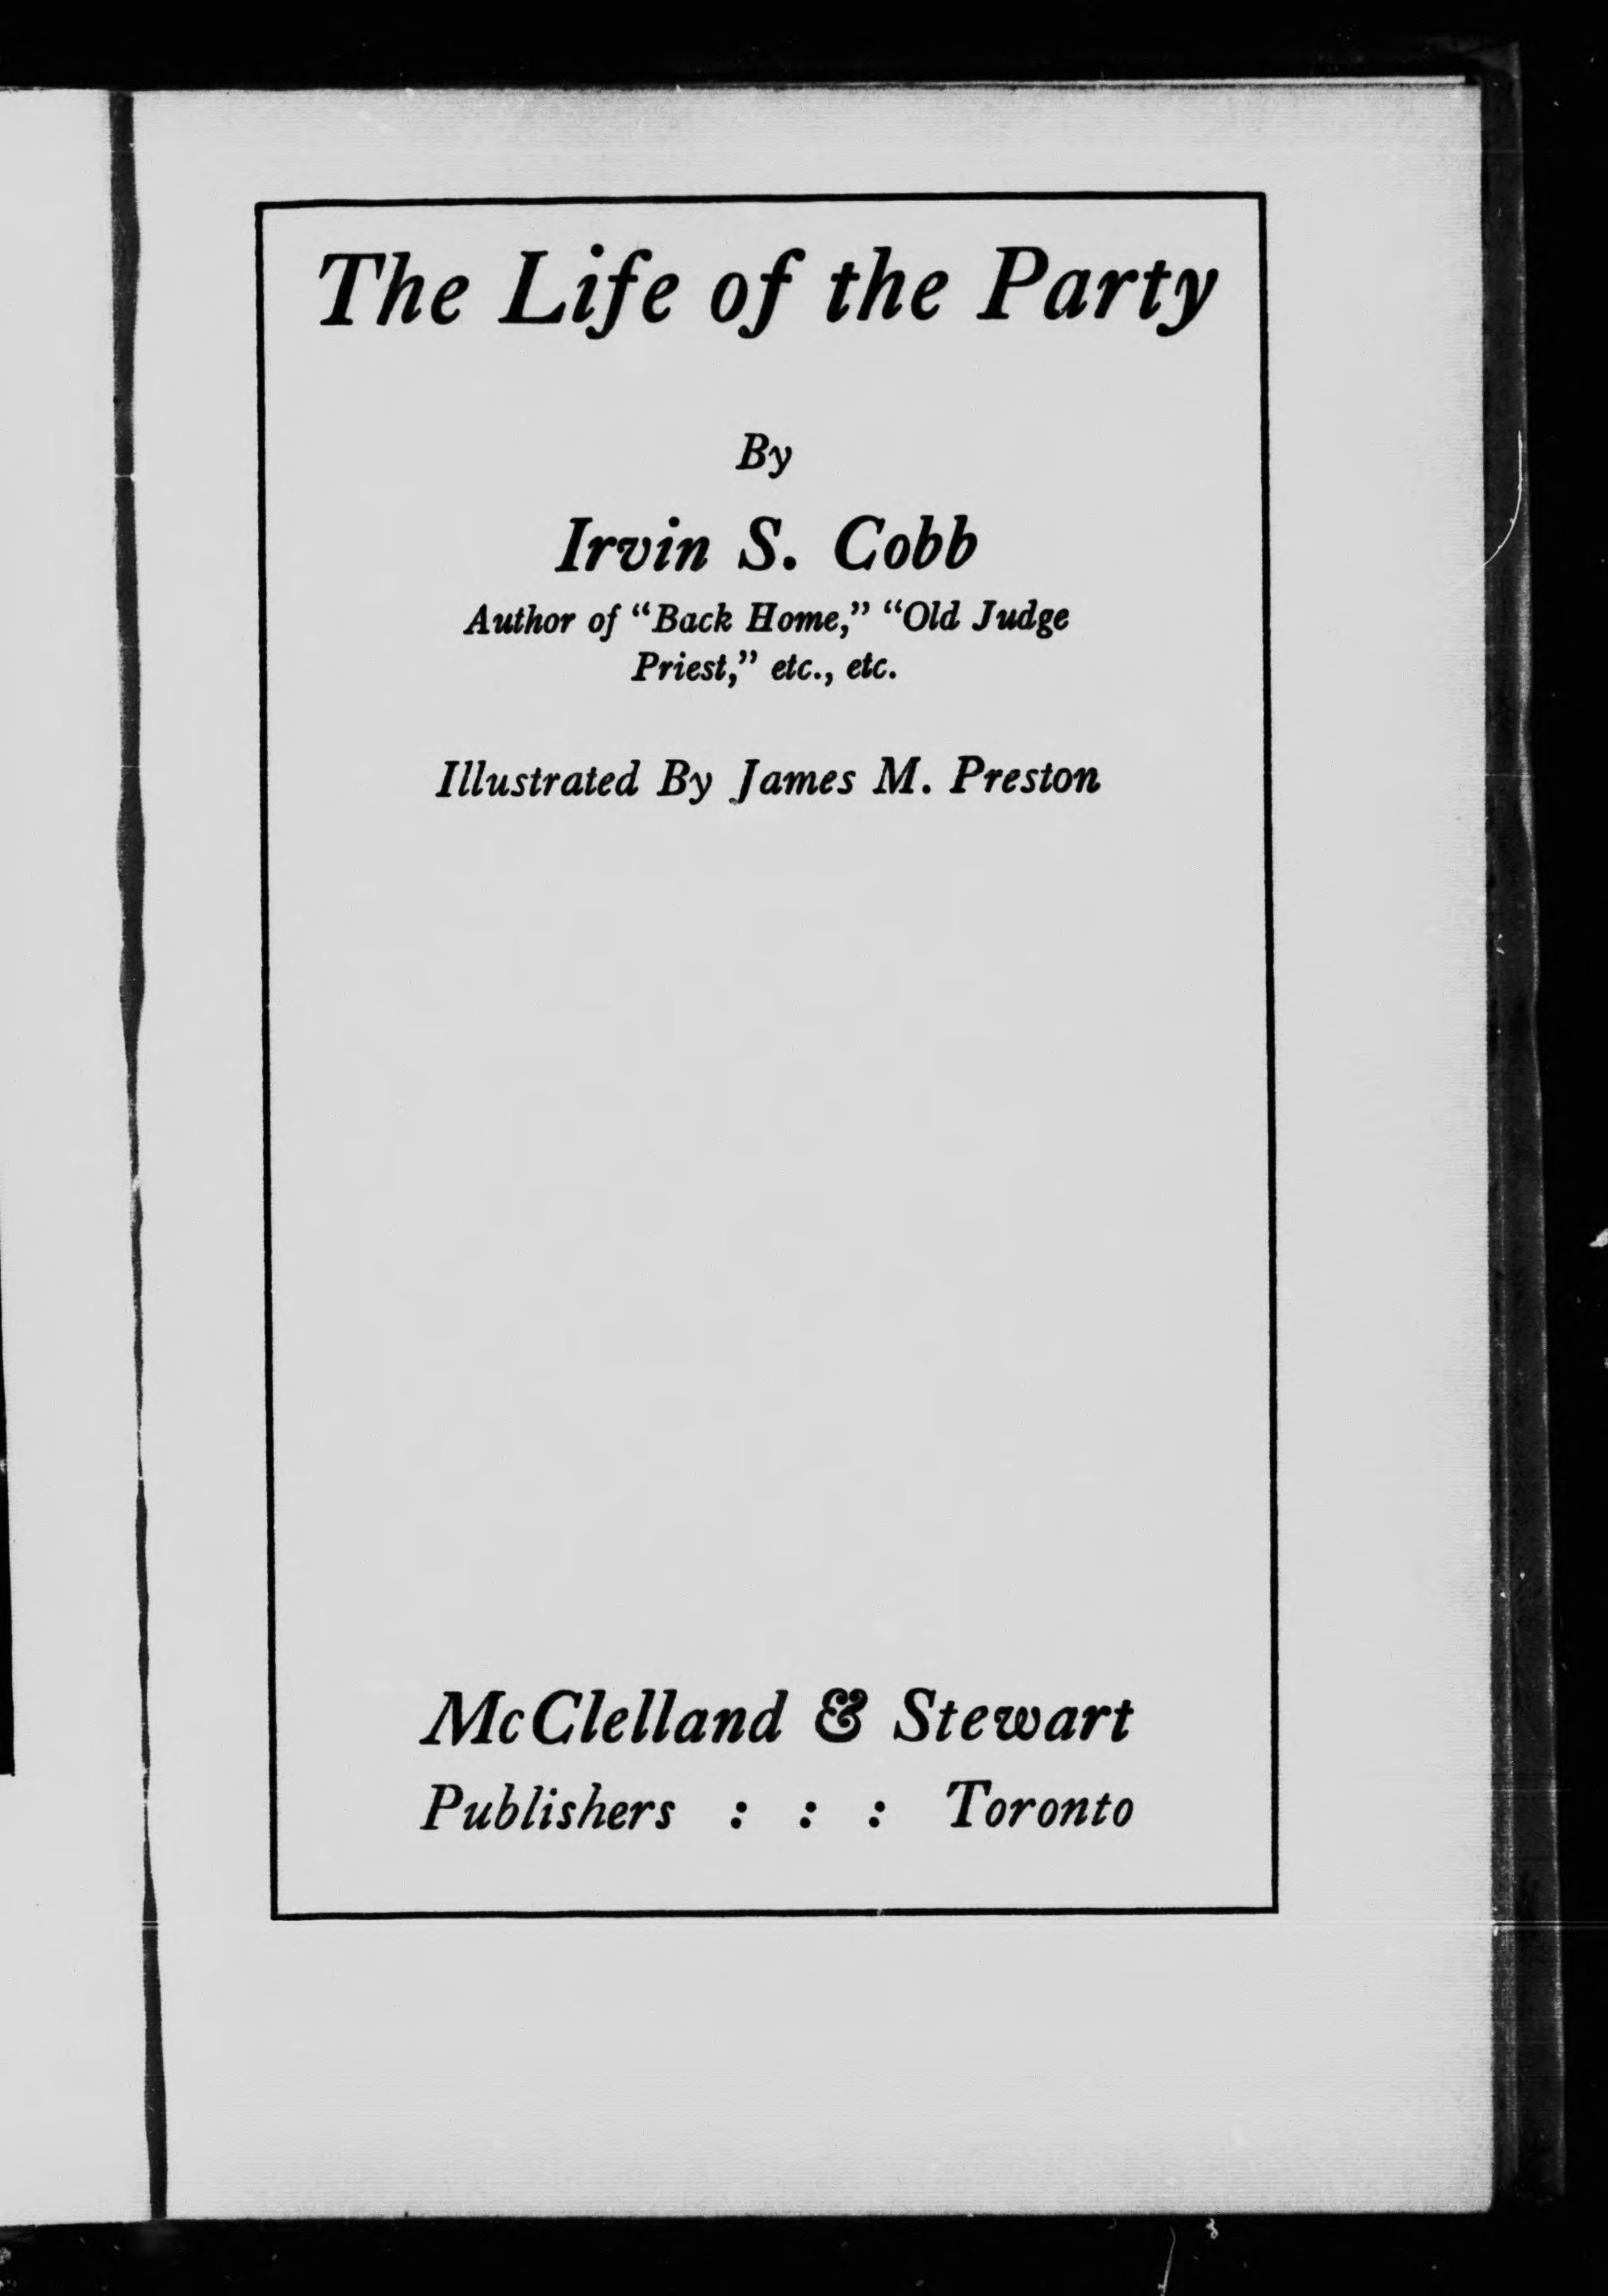 The Life of the Party
By
Irvin S. Cobb
Author of “Back Home,” “Old Judge
Priest,” etc., etc.
Illustrated By James M. Preston
McClelland & Stewart
Publishers : : : Toronto